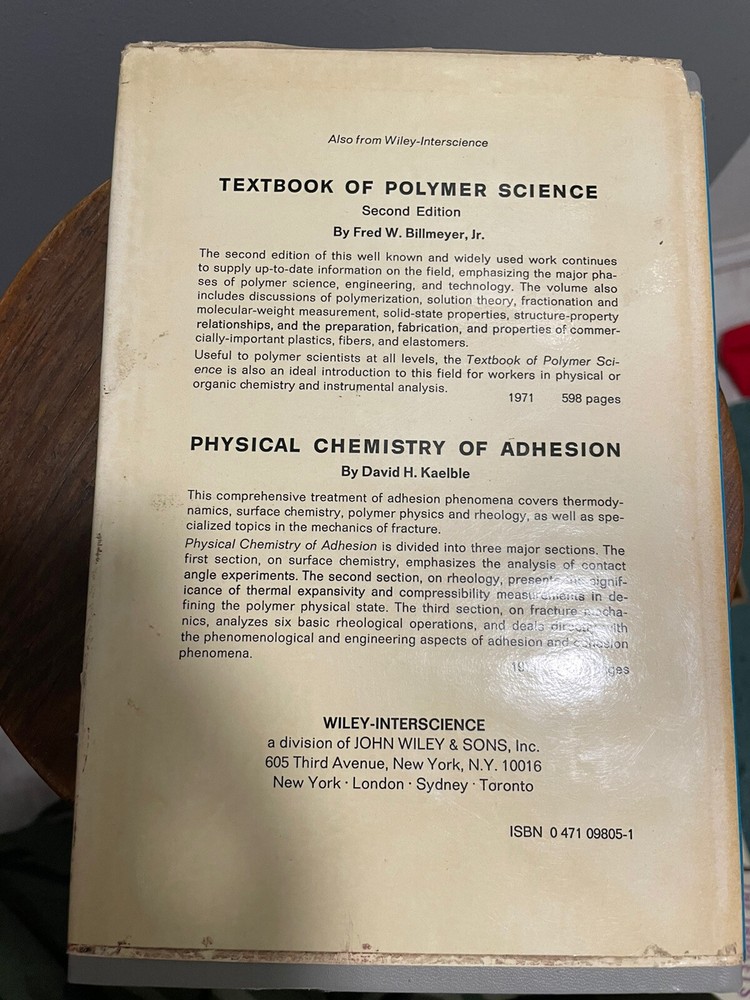 Also from Wiley-Interscience
TEXTBOOK OF POLYMER SCIENCE
Second Edition
By Fred W. Billmeyer, Jr.
The second edition of this well known and widely used work continues
to supply up-to-date information on the field, emphasizing the major pha-
ses of polymer science, engineering, and technology. The volume also
includes discussions of polymerization, solution theory, fractionation and
molecular-weight measurement, solid-state properties, structure-property
relationships, and the preparation, fabrication, and properties of commer-
cially-important plastics, fibers, and elastomers.
Useful to polymer scientists at all levels, the Textbook of Polymer Sci-
ence is also an ideal introduction to this field for workers in physical or
organic chemistry and instrumental analysis.
1971 598 pages
PHYSICAL CHEMISTRY OF ADHESION
By David H. Kaelble
This comprehensive treatment of adhesion phenomena covers thermody-
namics, surface chemistry, polymer physics and rheology, as well as spe-
cialized topics in the mechanics of fracture.
Physical Chemistry of Adhesion is divided into three major sections. The
first section, on surface chemistry, emphasizes the analysis of contact
angle experiments. The second section, on rheology, presents signif-
icance of thermal expansivity and compressibility measurements in de-
fining the polymer physical state. The third section, on fracture mecha-
nics, analyzes six basic rheological operations, and deals with
the phenomenological and engineering aspects of adhesion and cohesion
phenomena.
WILEY-INTERSCIENCE
a division of JOHN WILEY & SONS, Inc.
605 Third Avenue, New York, N.Y. 10016
New York · London · Sydney · Toronto
ISBN 0 471 09805-1